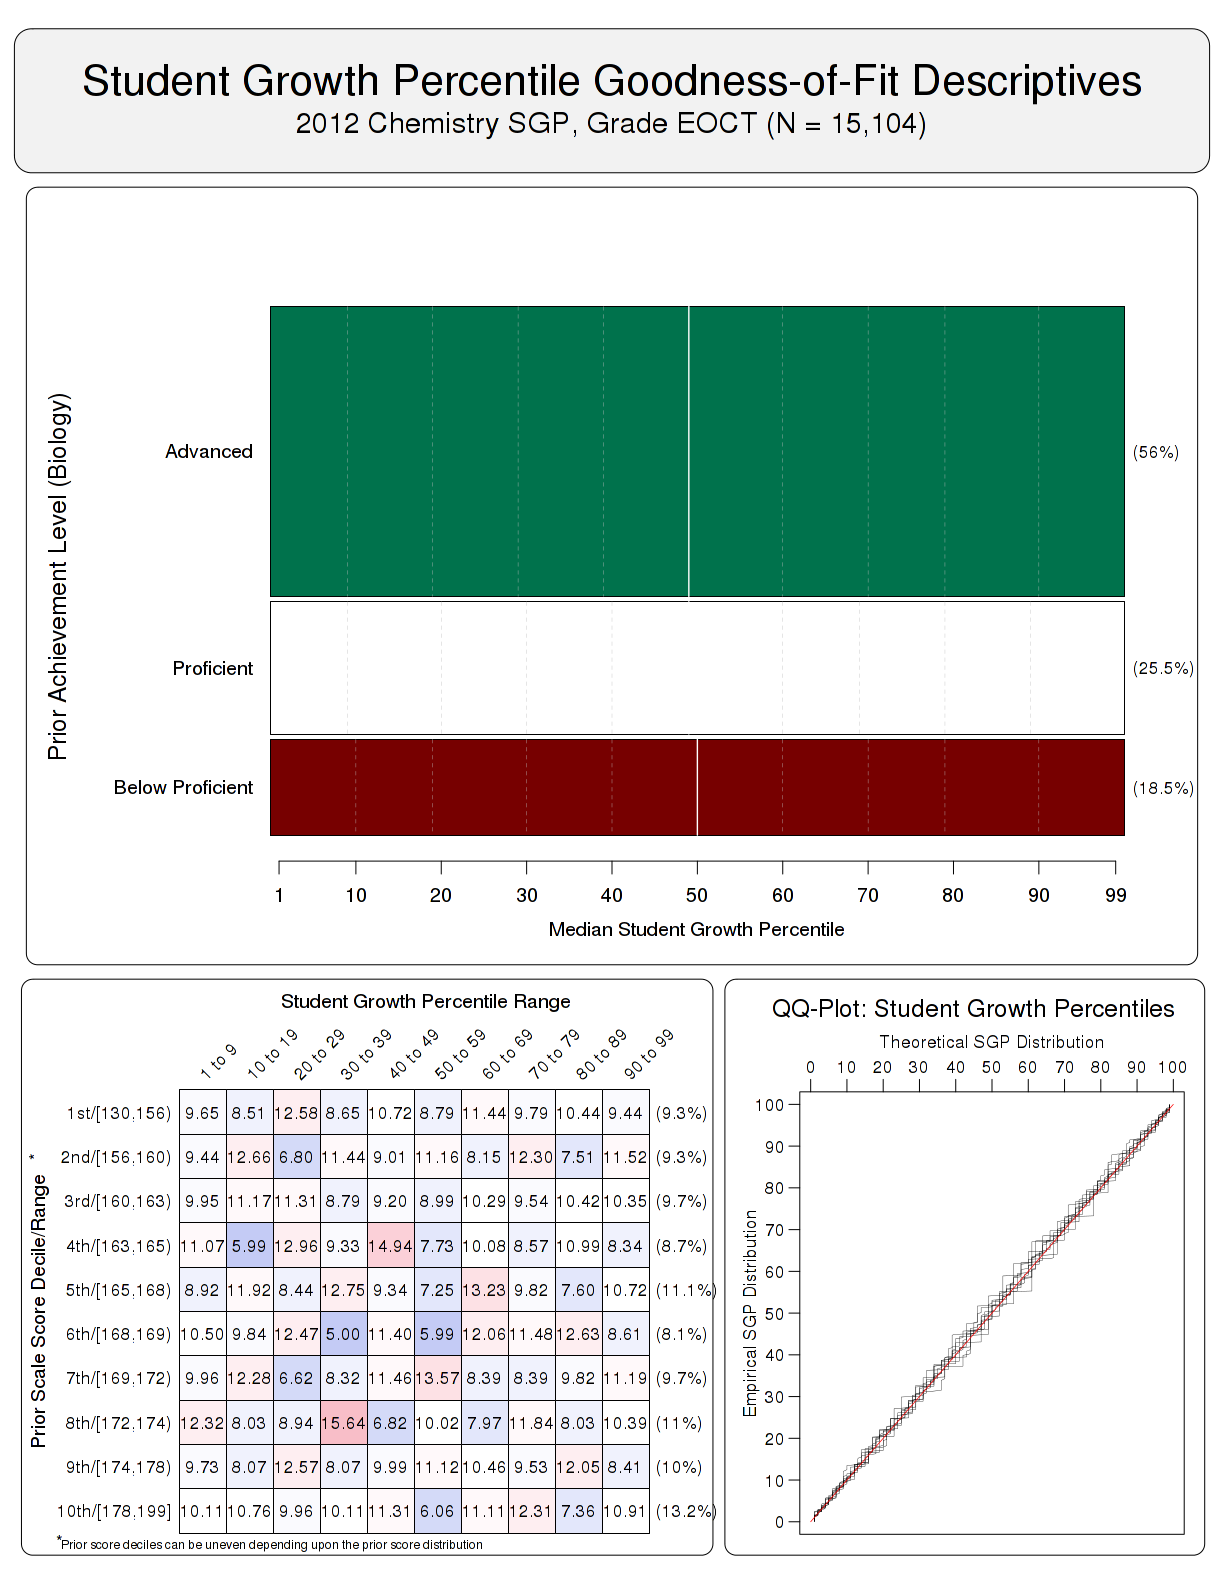 Student Growth Percentile Goodness-of-Fit Descriptives
2012 Chemistry SGP, Grade EOCT (N = 15,104)
Prior Achievement Level (Biology)
Advanced (56%)
Proficient (25.5%)
Below Proficient (18.5%)
1 10 20 30 40 50 60 70 80 90 99
Median Student Growth Percentile
Student Growth Percentile Range
1 to 9 10 to 19 20 to 29 30 to 39 40 to 49 50 to 59 60 to 69 70 to 79 80 to 89 90 to 99
Prior Scale Score Decile/Range *
1st/[130,156) 9.65 8.51 12.58 8.65 10.72 8.79 11.44 9.79 10.44 9.44 (9.3%)
2nd/[156,160) 9.44 12.66 6.80 11.44 9.01 11.16 8.15 12.30 7.51 11.52 (9.3%)
3rd/[160,163) 9.95 11.17 11.31 8.79 9.20 8.99 10.29 9.54 10.42 10.35 (9.7%)
4th/[163,165) 11.07 5.99 12.96 9.33 14.94 7.73 10.08 8.57 10.99 8.34 (8.7%)
5th/[165,168) 8.92 11.92 8.44 12.75 9.34 7.25 13.23 9.82 7.60 10.72 (11.1%)
6th/[168,169) 10.50 9.84 12.47 5.00 11.40 5.99 12.06 11.48 12.63 8.61 (8.1%)
7th/[169,172) 9.96 12.28 6.62 8.32 11.46 13.57 8.39 8.39 9.82 11.19 (9.7%)
8th/[172,174) 12.32 8.03 8.94 15.64 6.82 10.02 7.97 11.84 8.03 10.39 (11%)
9th/[174,178) 9.73 8.07 12.57 8.07 9.99 11.12 10.46 9.53 12.05 8.41 (10%)
10th/[178,199] 10.11 10.76 9.96 10.11 11.31 6.06 11.11 12.31 7.36 10.91 (13.2%)
*Prior score deciles can be uneven depending upon the prior score distribution
QQ-Plot: Student Growth Percentiles
Theoretical SGP Distribution
0 10 20 30 40 50 60 70 80 90 100
Empirical SGP Distribution
100
90
80
70
60
50
40
30
20
10
0